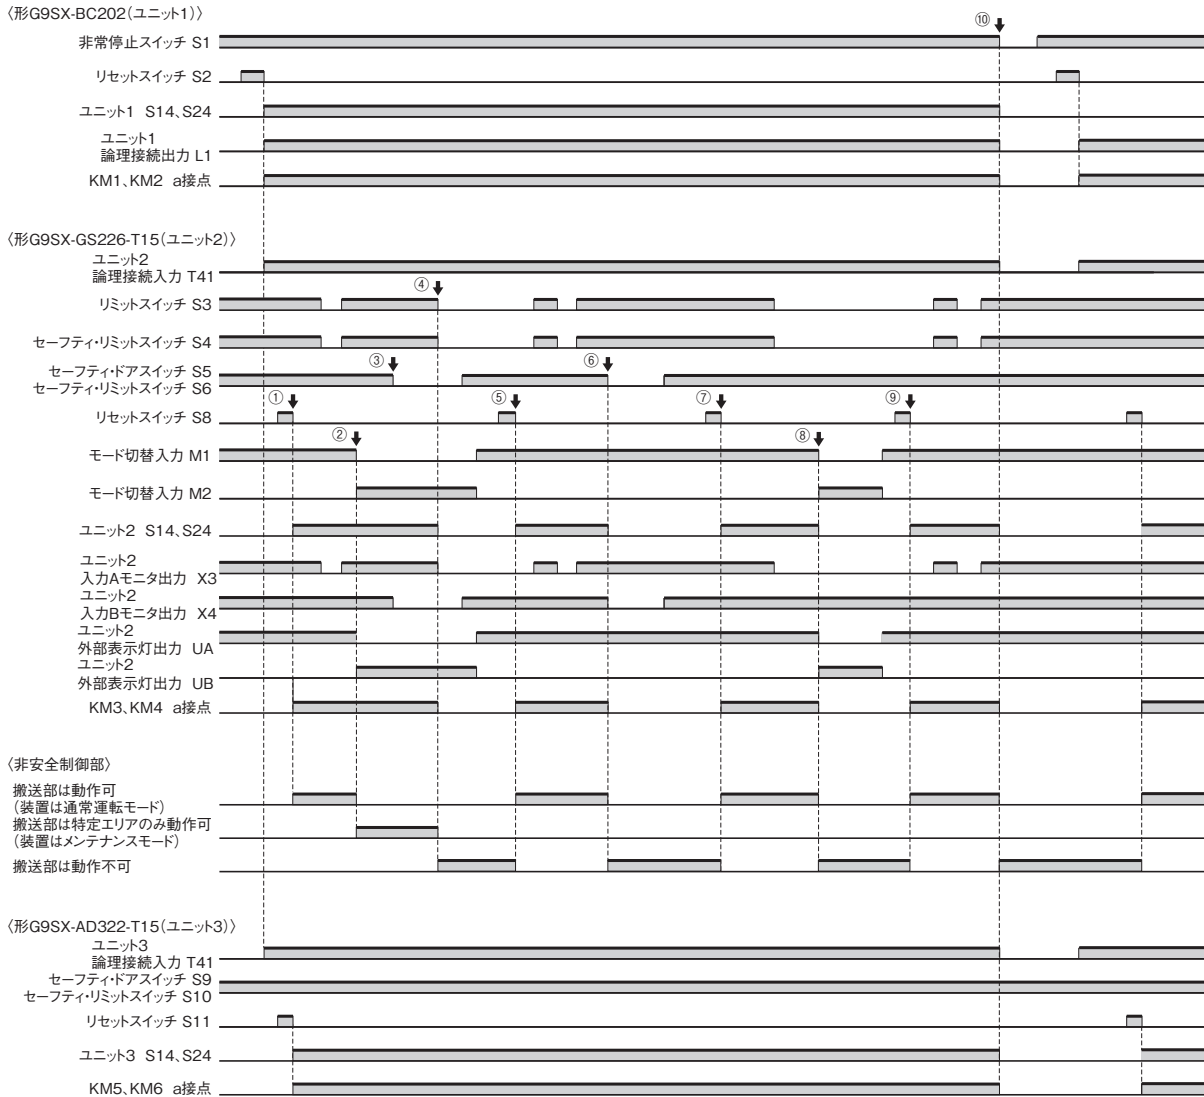 〈形G9SX-BC202(ユニット1)〉
⑩
非常停止スイッチ S1
リセットスイッチ S2
ユニット1 S14、S24
ユニット1
論理接続出力 L1
KM1、KM2 a接点
〈形G9SX-GS226-T15(ユニット2)〉
ユニット2
論理接続入力 T41
④
リミットスイッチ S3
セーフティ・リミットスイッチ S4
③
⑥
セーフティ・ドアスイッチ S5
セーフティ・リミットスイッチ S6
①
⑤
⑦
⑨
リセットスイッチ S8
②
⑧
モード切替入力 M1
モード切替入力 M2
ユニット2 S14、S24
ユニット2
入力Aモニタ出力 X3
ユニット2
入力Bモニタ出力 X4
ユニット2
外部表示灯出力 UA
ユニット2
外部表示灯出力 UB
KM3、KM4 a接点
〈非安全制御部〉
搬送部は動作可
(装置は通常運転モード)
搬送部は特定エリアのみ動作可
(装置はメンテナンスモード)
搬送部は動作不可
〈形G9SX-AD322-T15(ユニット3)〉
ユニット3
論理接続入力 T41
セーフティ・ドアスイッチ S9
セーフティ・リミットスイッチ S10
リセットスイッチ S11
ユニット3 S14、S24
KM5、KM6 a接点